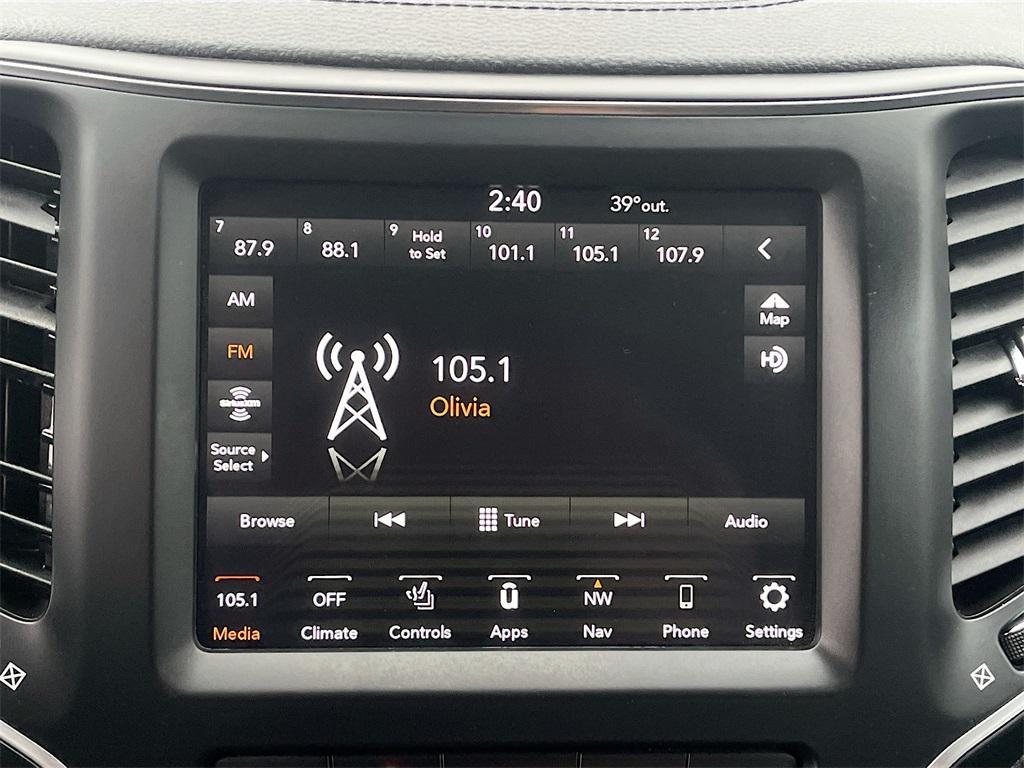 2:40 39°out.
7 87.9 8 88.1 9 Hold to Set 10 101.1 11 105.1 12 107.9
AM
Map
FM
HD
105.1
Olivia
SiriusXM
Source
Select
Browse Tune Audio
105.1 OFF NW
Media Climate Controls Apps Nav Phone Settings